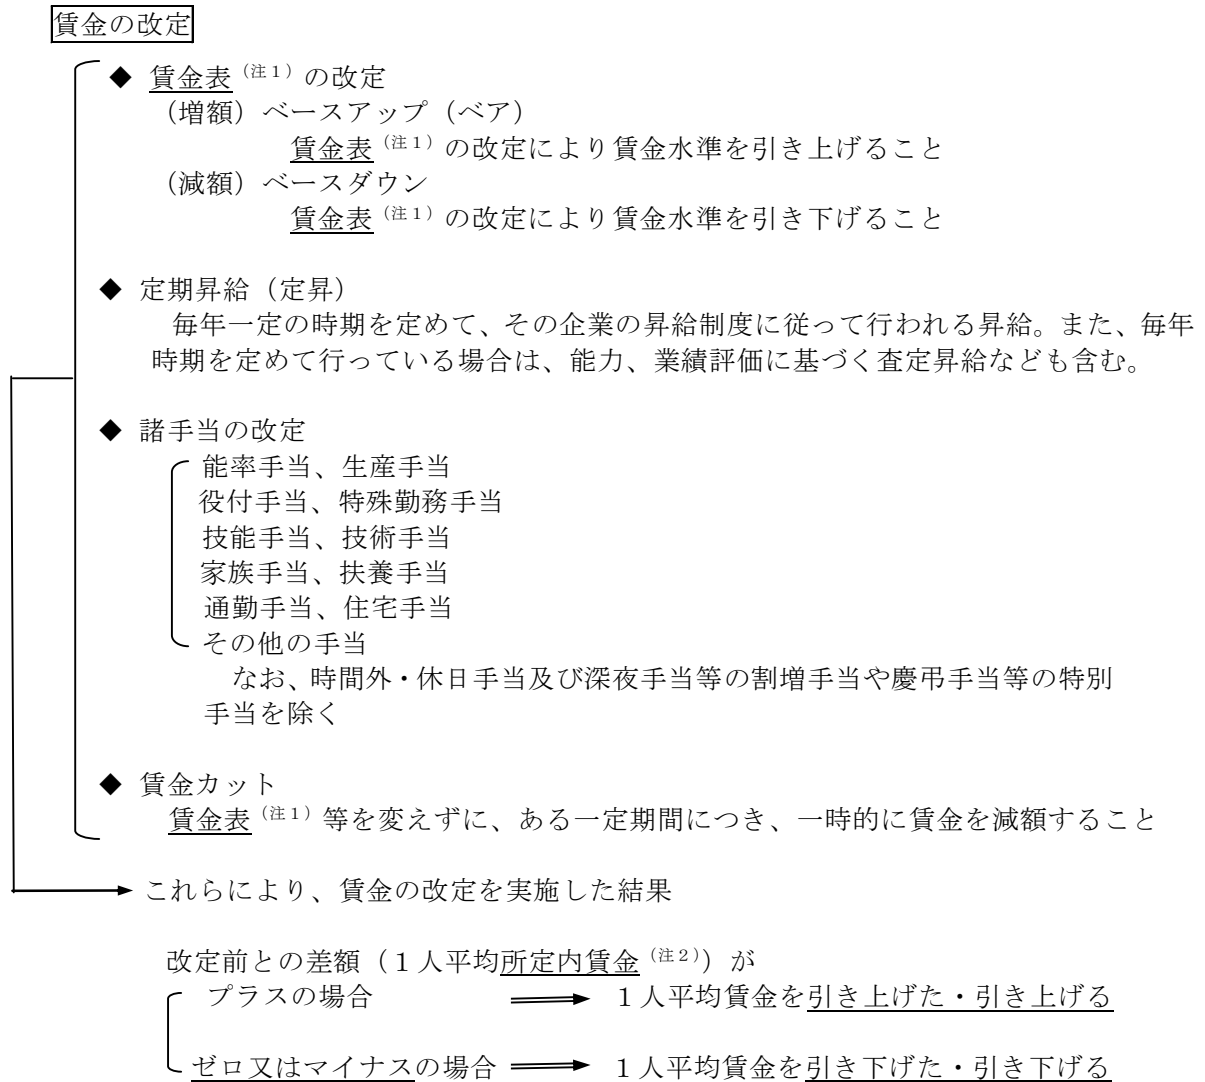 賃金の改定
◆ 賃金表(注1)の改定
(増額)ベースアップ(ベア)
賃金表(注1)の改定により賃金水準を引き上げること
(減額)ベースダウン
賃金表(注1)の改定により賃金水準を引き下げること
◆ 定期昇給(定昇)
毎年一定の時期を定めて、その企業の昇給制度に従って行われる昇給。また、毎年
時期を定めて行っている場合は、能力、業績評価に基づく査定昇給なども含む。
◆ 諸手当の改定
能率手当、生産手当
役付手当、特殊勤務手当
技能手当、技術手当
家族手当、扶養手当
通勤手当、住宅手当
その他の手当
なお、時間外・休日手当及び深夜手当等の割増手当や慶弔手当等の特別
手当を除く
◆ 賃金カット
賃金表(注1)等を変えずに、ある一定期間につき、一時的に賃金を減額すること
これらにより、賃金の改定を実施した結果
改定前との差額(1人平均所定内賃金(注2))が
プラスの場合 1人平均賃金を引き上げた・引き上げる
ゼロ又はマイナスの場合 1人平均賃金を引き下げた・引き下げる